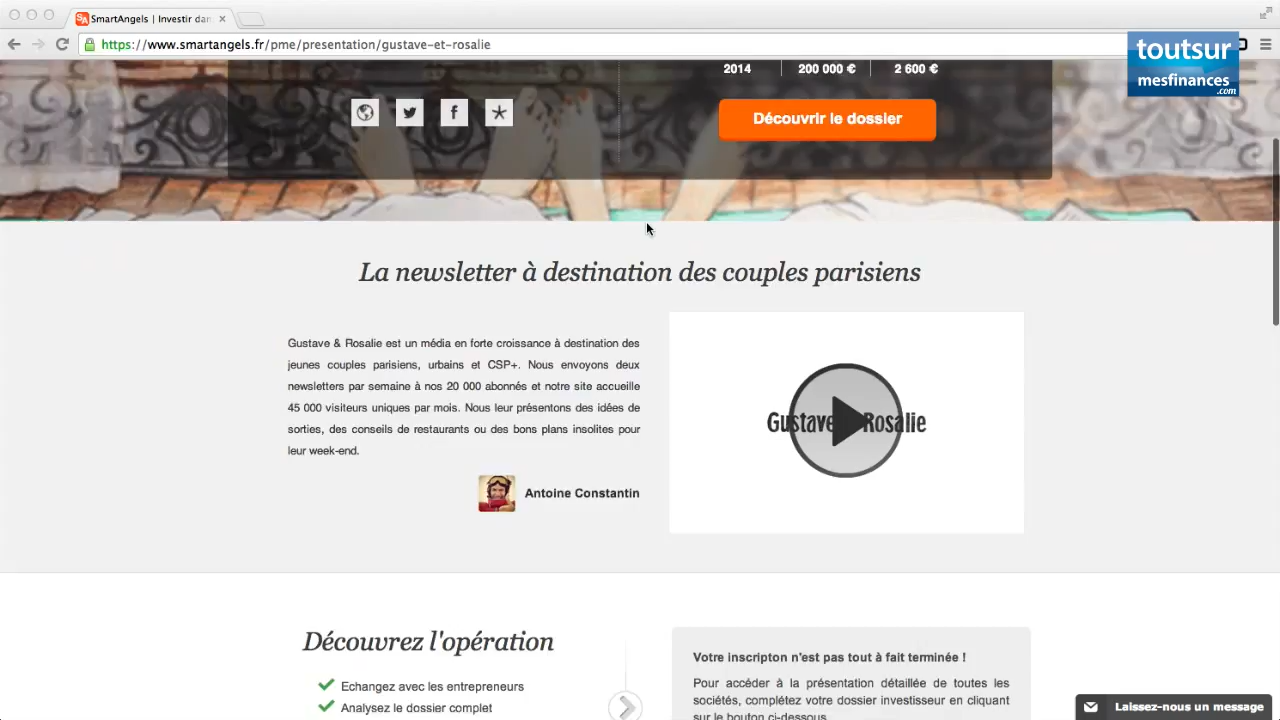 SmartAngels | Investir dan
https://www.smartangels.fr/pme/presentation/gustave-et-rosalie
toutsur
mesfinances
.com
2014 200 000 € 2 600 €
Découvrir le dossier
La newsletter à destination des couples parisiens
Gustave & Rosalie est un média en forte croissance à destination des
jeunes couples parisiens, urbains et CSP+. Nous envoyons deux
newsletters par semaine à nos 20 000 abonnés et notre site accueille
45 000 visiteurs uniques par mois. Nous leur présentons des idées de
sorties, des conseils de restaurants ou des bons plans insolites pour
leur week-end.
Antoine Constantin
Gustave Rosalie
Découvrez l'opération
Echangez avec les entrepreneurs
Analysez le dossier complet
Votre inscripton n'est pas tout à fait terminée !
Pour accéder à la présentation détaillée de toutes les
sociétés, complétez votre dossier investisseur en cliquant
sur le bouton ci-dessous.
Laissez-nous un message